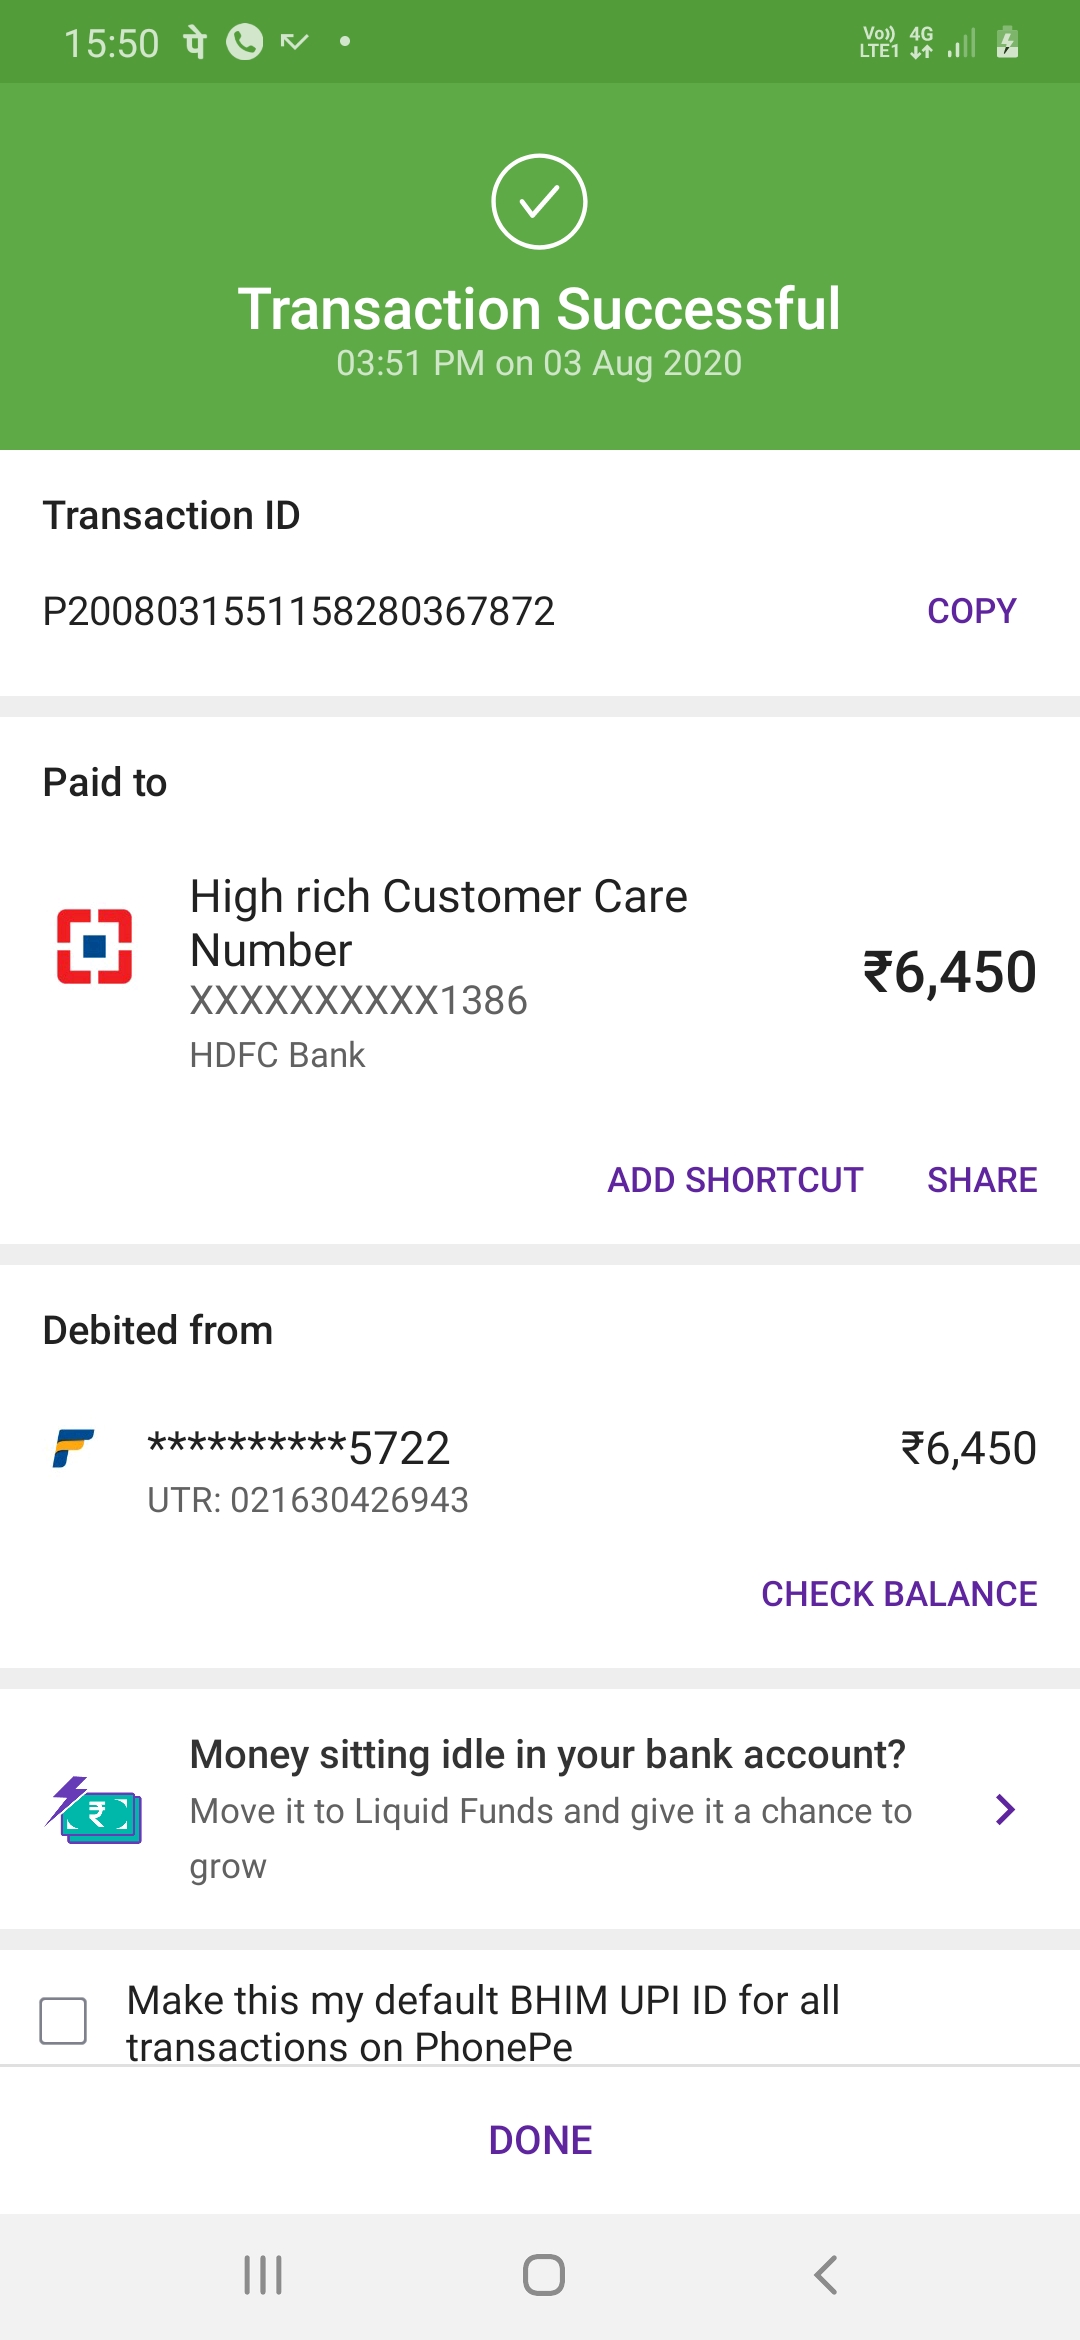 15:50 पे
Vo)) 4G
LTE1
Transaction Successful
03:51 PM on 03 Aug 2020
Transaction ID
P2008031551158280367872
COPY
Paid to
High rich Customer Care
Number
XXXXXXXXXX1386
HDFC Bank
₹6,450
ADD SHORTCUT SHARE
Debited from
**********5722
₹6,450
UTR: 021630426943
CHECK BALANCE
Money sitting idle in your bank account?
Move it to Liquid Funds and give it a chance to
grow
₹
Make this my default BHIM UPI ID for all
transactions on PhonePe
DONE